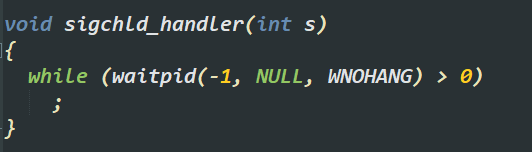 void sigchld_handler(int s)
{
  while (waitpid(-1, NULL, WNOHANG) > 0)
    ;
}